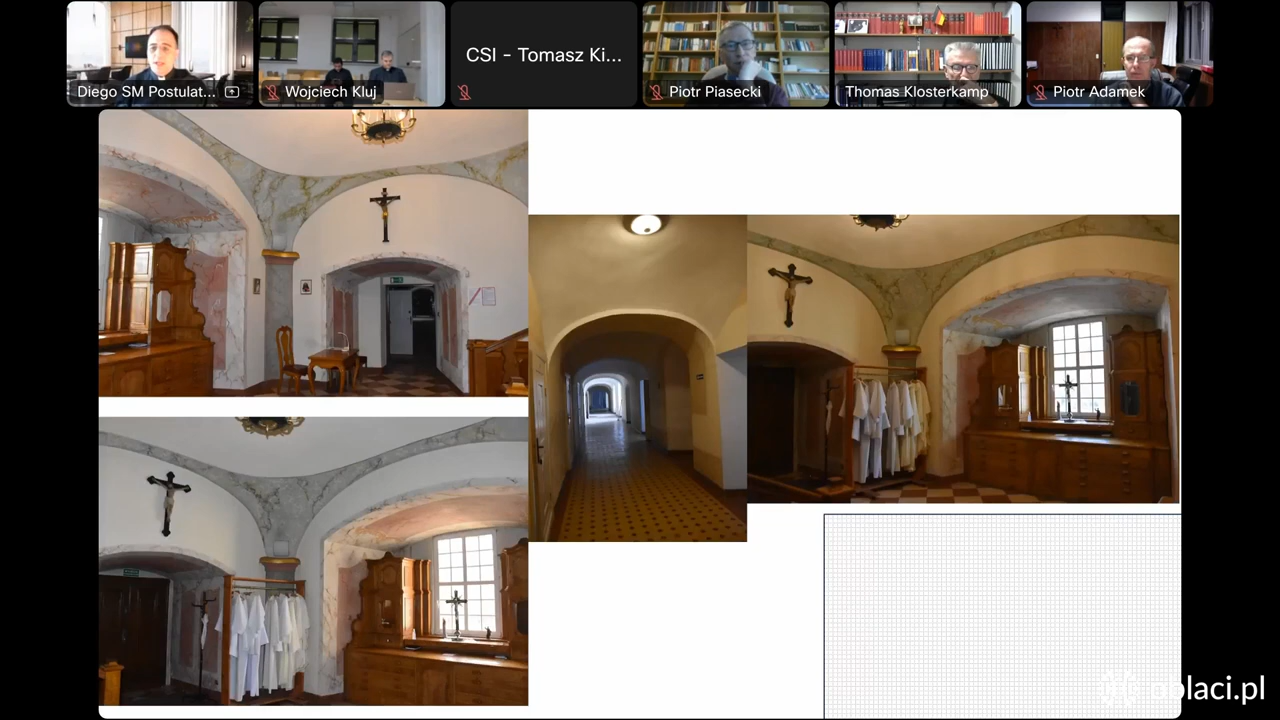 Diego SM Postulat...
Wojciech Kluj
CSI - Tomasz Ki...
Piotr Piasecki
Thomas Klosterkamp
Piotr Adamek
oblaci.pl